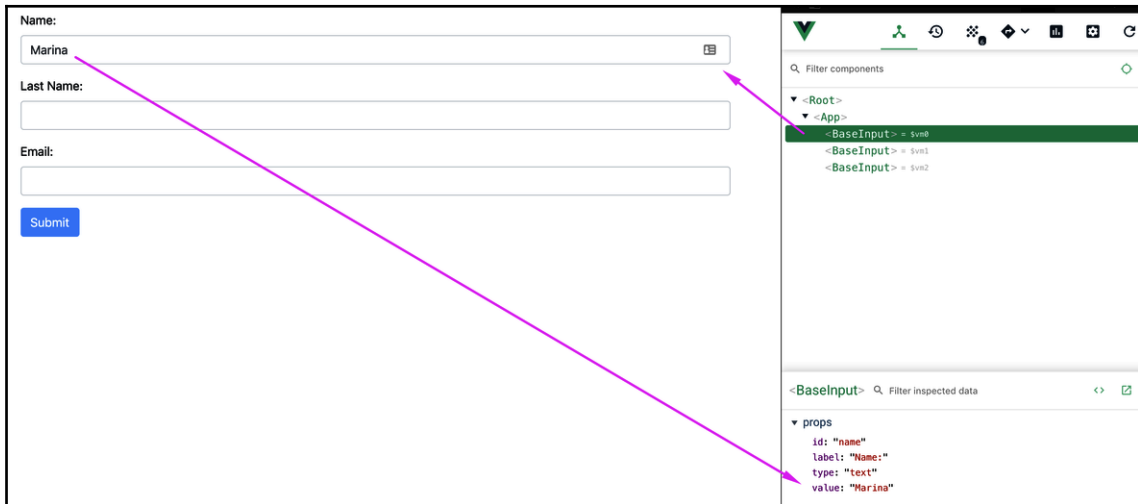 Name:
Marina
Last Name:
Email:
Submit
Filter components
<Root>
<App>
<BaseInput> = $vm0
<BaseInput> = $vm1
<BaseInput> = $vm2
<BaseInput> Filter inspected data
props
id: "name"
label: "Name:"
type: "text"
value: "Marina"